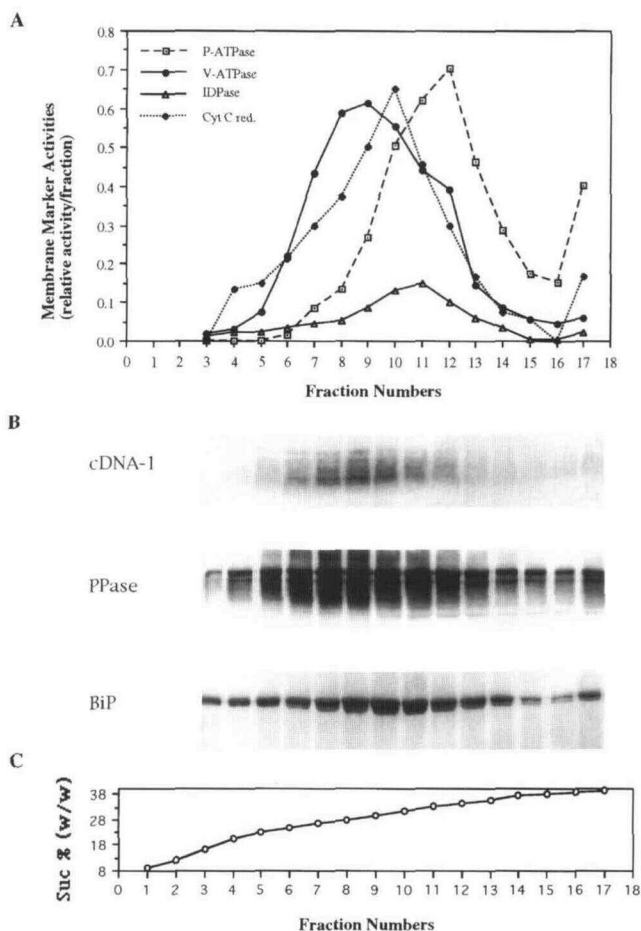 A
P-ATPase
V-ATPase
IDPase
Cyt C red.
Membrane Marker Activities
(relative activity/fraction)
0.8
0.7
0.6
0.5
0.4
0.3
0.2
0.1
0.0
0 1 2 3 4 5 6 7 8 9 10 11 12 13 14 15 16 17 18
Fraction Numbers
B
cDNA-1
PPase
BiP
C
Suc % (w/w)
38
28
18
8
0 1 2 3 4 5 6 7 8 9 10 11 12 13 14 15 16 17 18
Fraction Numbers